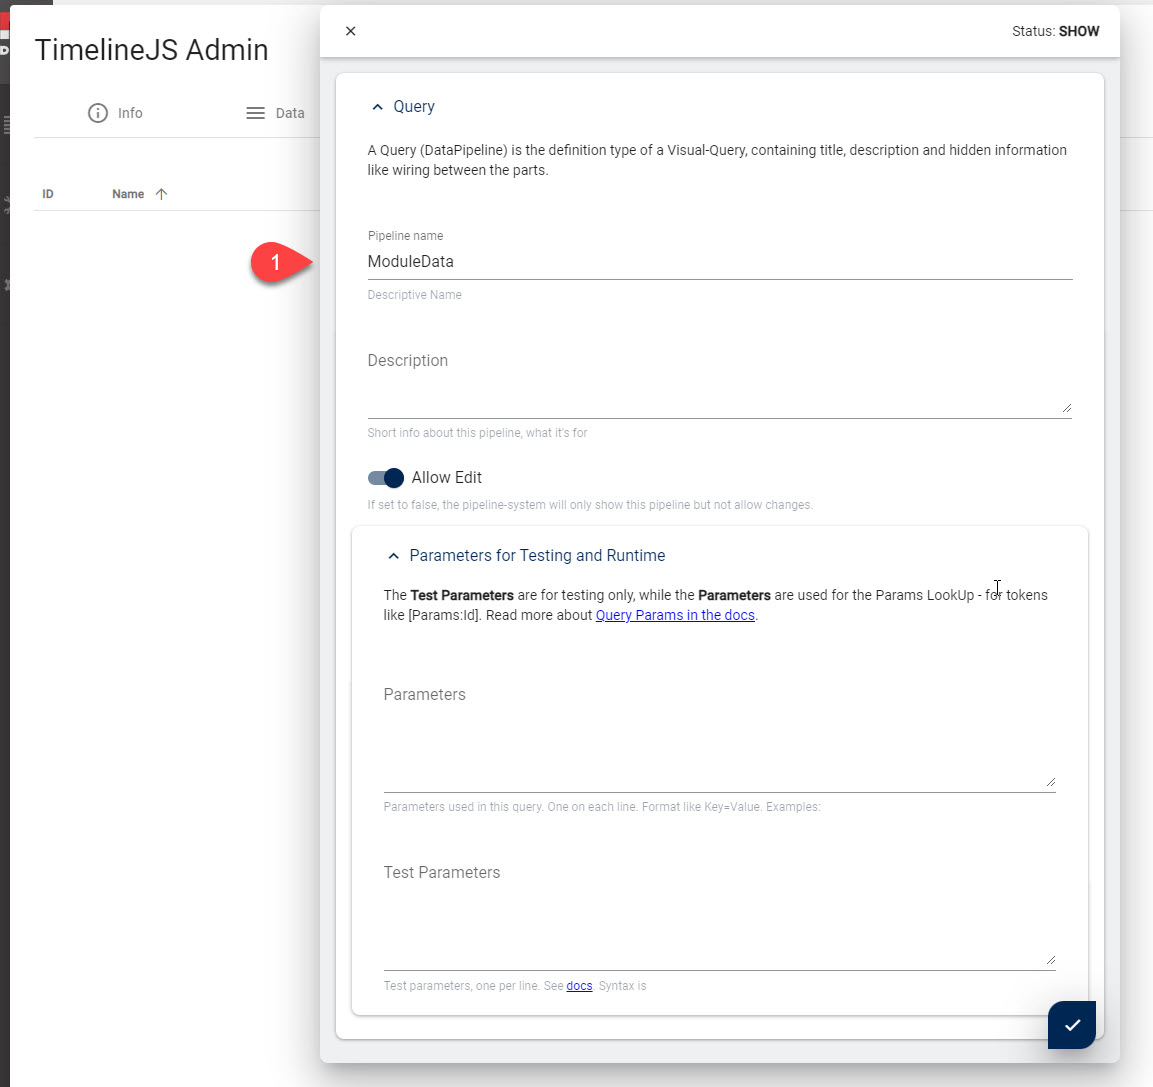 TimelineJS Admin
Info
Data
ID
Name
1
Status: SHOW
Query
A Query (DataPipeline) is the definition type of a Visual-Query, containing title, description and hidden information
like wiring between the parts.
Pipeline name
ModuleData
Descriptive Name
Description
Short info about this pipeline, what it's for
Allow Edit
If set to false, the pipeline-system will only show this pipeline but not allow changes.
Parameters for Testing and Runtime
The Test Parameters are for testing only, while the Parameters are used for the Params LookUp - for tokens
like [Params:Id]. Read more about Query Params in the docs.
Parameters
Parameters used in this query. One on each line. Format like Key=Value. Examples:
Test Parameters
Test parameters, one per line. See docs. Syntax is